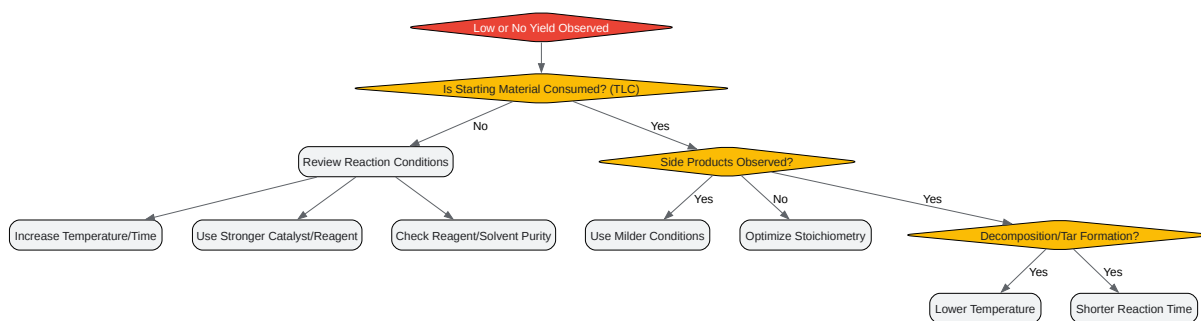 Low or No Yield Observed
Is Starting Material Consumed? (TLC)
No
Yes
Review Reaction Conditions
Side Products Observed?
Yes
No
Yes
Increase Temperature/Time
Use Stronger Catalyst/Reagent
Check Reagent/Solvent Purity
Use Milder Conditions
Optimize Stoichiometry
Decomposition/Tar Formation?
Yes
Yes
Lower Temperature
Shorter Reaction Time